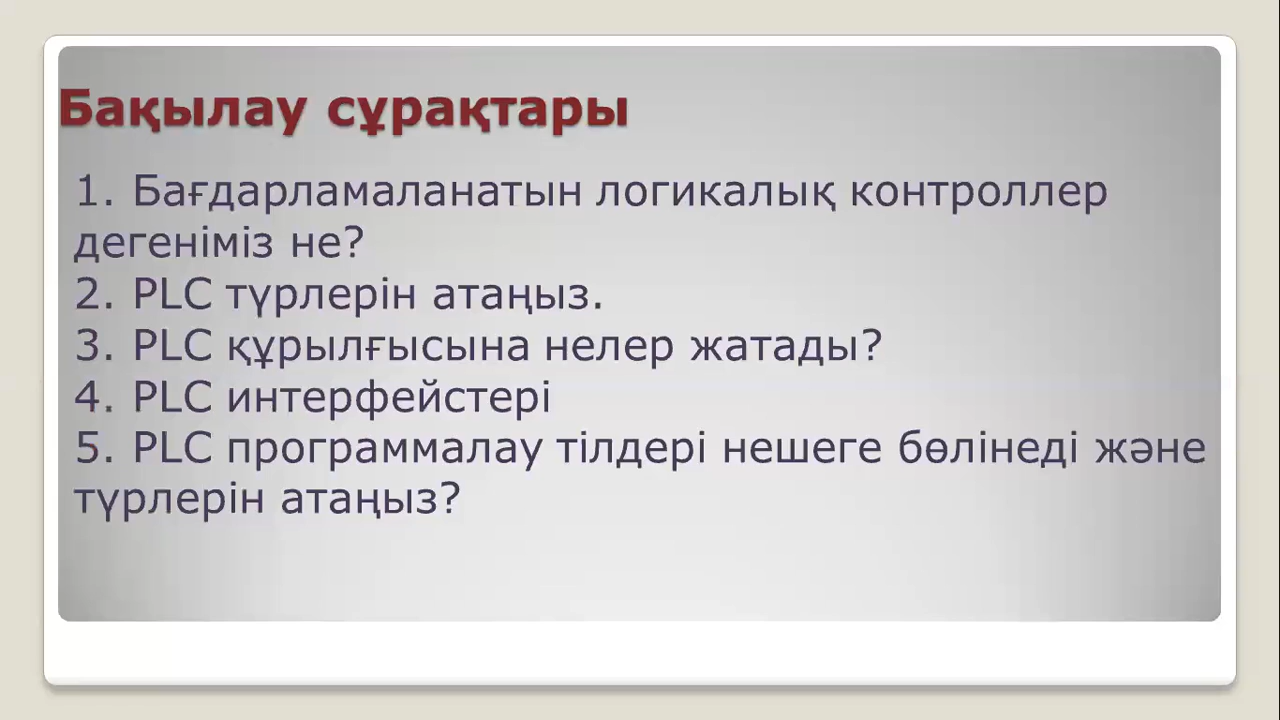 Бақылау сұрақтары
1. Бағдарламаланатын логикалық контроллер
дегеніміз не?
2. PLC түрлерін атаңыз.
3. PLC құрылғысына нелер жатады?
4. PLC интерфейстері
5. PLC программалау тілдері нешеге бөлінеді және
түрлерін атаңыз?